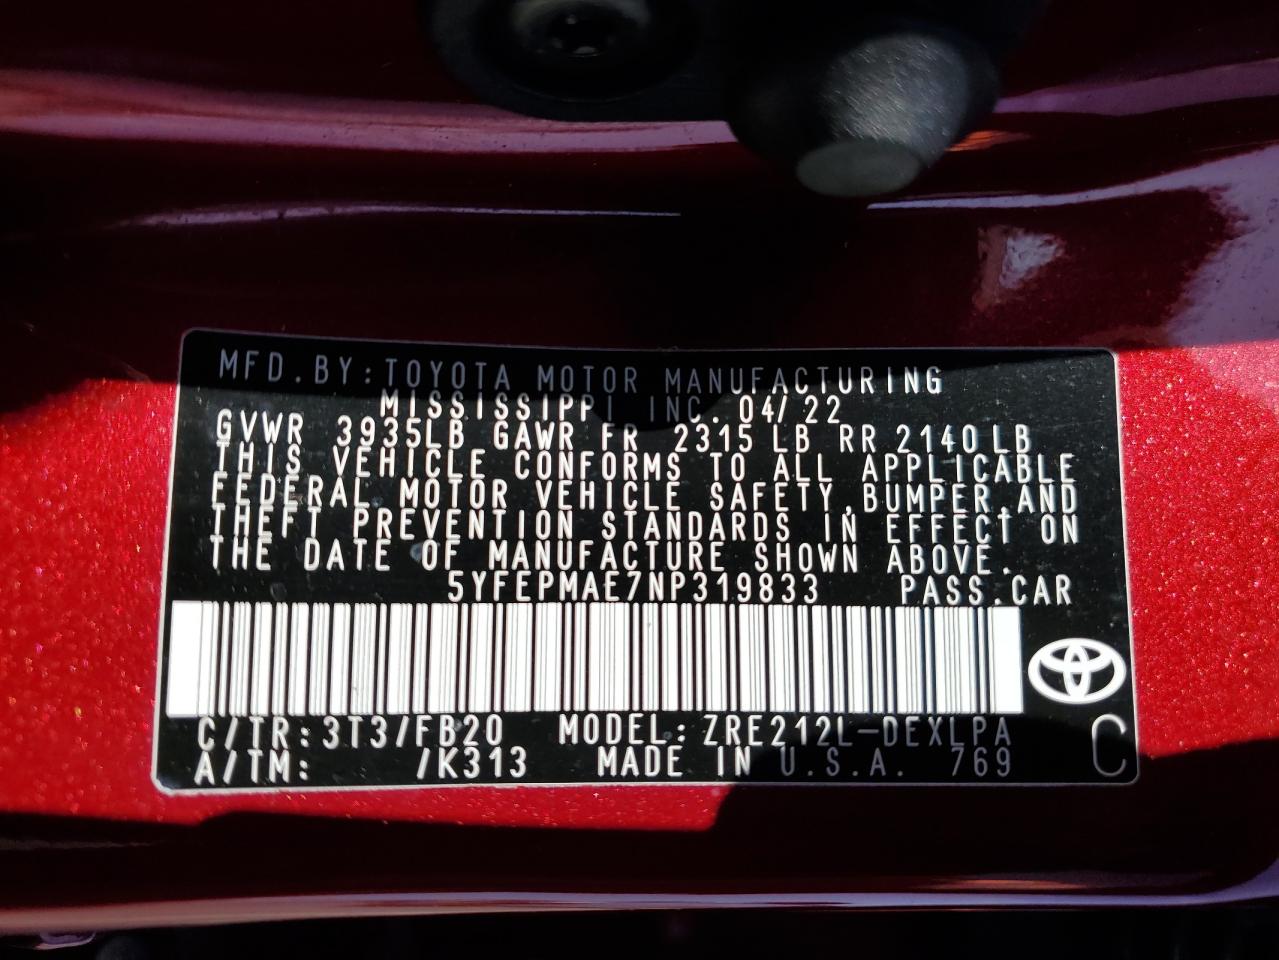 MFD.BY:TOYOTA MOTOR MANUFACTURING
MISSISSIPPI INC. 04/22
GVWR 3935LB GAWR FR 2315 LB RR 2140 LB
THIS VEHICLE CONFORMS TO ALL APPLICABLE
FEDERAL MOTOR VEHICLE SAFETY,BUMPER,AND
THEFT PREVENTION STANDARDS IN EFFECT ON
THE DATE OF MANUFACTURE SHOWN ABOVE.
5YFEPMAE7NP319833 PASS.CAR
C/TR:3T3/FB20 MODEL:ZRE212L-DEXLPA
A/TM: /K313 MADE IN U.S.A. 769
C